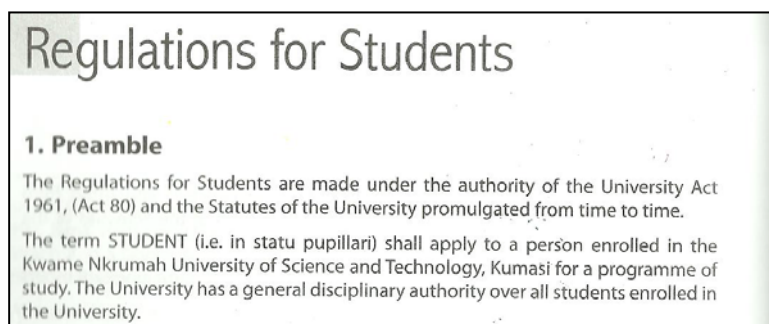 Regulations for Students
1. Preamble
The Regulations for Students are made under the authority of the University Act
1961, (Act 80) and the Statutes of the University promulgated from time to time.
The term STUDENT (i.e. in statu pupillari) shall apply to a person enrolled in the
Kwame Nkrumah University of Science and Technology, Kumasi for a programme of
study. The University has a general disciplinary authority over all students enrolled in
the University.